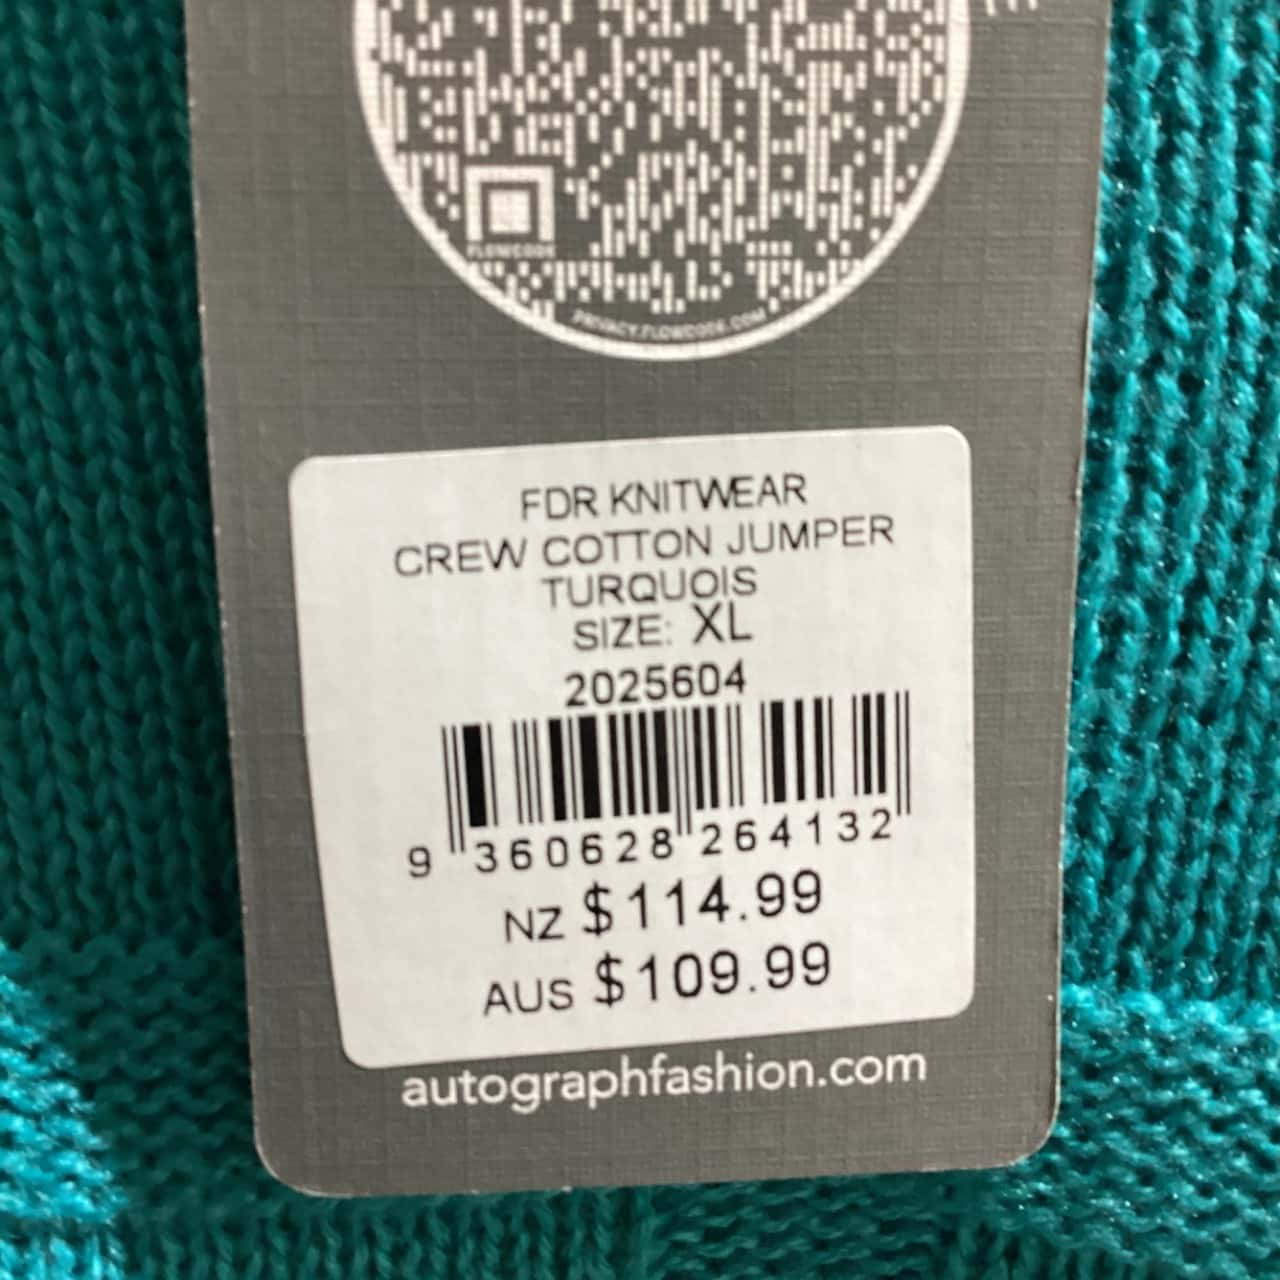 FLOWCODE
PRIVACY.FLOWCODE.COM
FDR KNITWEAR
CREW COTTON JUMPER
TURQUOIS
SIZE: XL
2025604
9 360628 264132
NZ $114.99
AUS $109.99
autographfashion.com